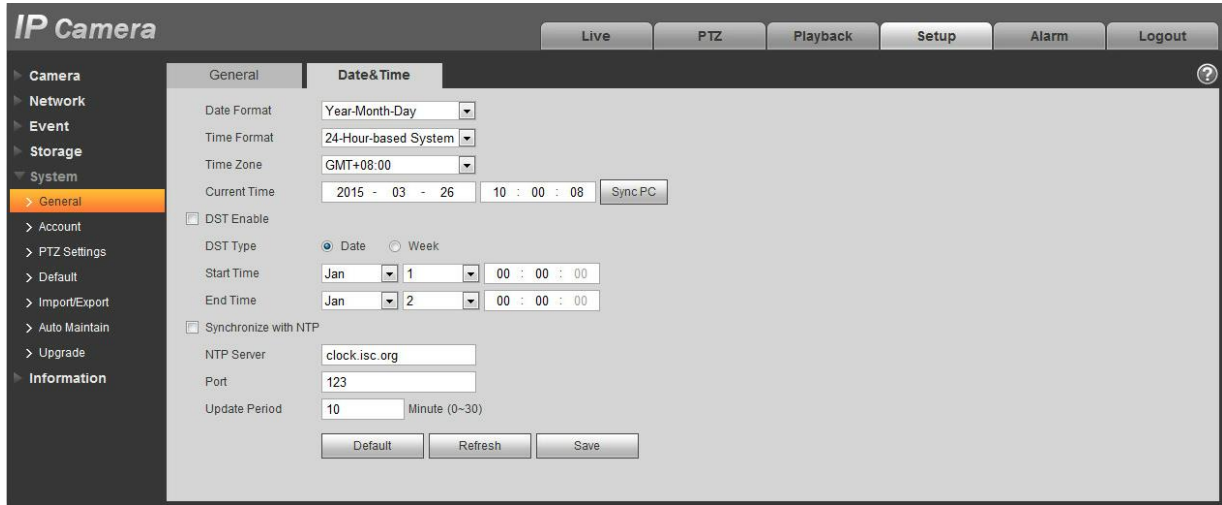 IP Camera
Live PTZ Playback Setup Alarm Logout
Camera
Network
Event
Storage
System
General
Account
PTZ Settings
Default
Import/Export
Auto Maintain
Upgrade
Information
General Date&Time
?
Date Format Year-Month-Day
Time Format 24-Hour-based System
Time Zone GMT+08:00
Current Time 2015 - 03 - 26 10 : 00 : 08 Sync PC
DST Enable
DST Type Date Week
Start Time Jan 1 00 : 00 : 00
End Time Jan 2 00 : 00 : 00
Synchronize with NTP
NTP Server clock.isc.org
Port 123
Update Period 10 Minute (0~30)
Default Refresh Save